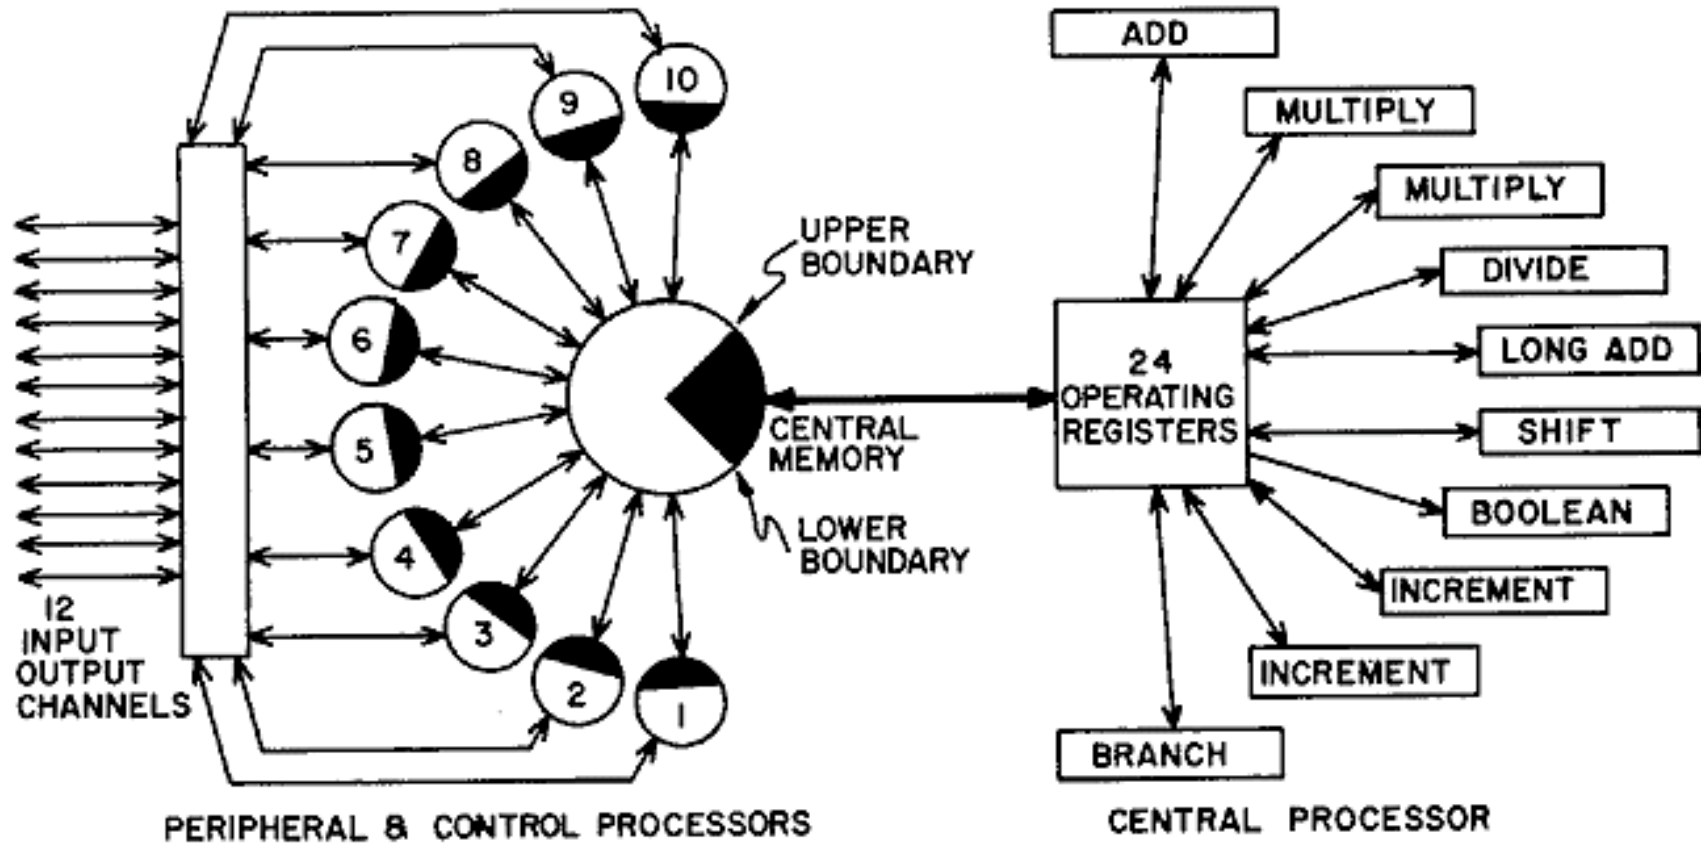 10
9
8
7
6
5
4
3
2
1
12
INPUT
OUTPUT
CHANNELS
UPPER
BOUNDARY
CENTRAL
MEMORY
LOWER
BOUNDARY
PERIPHERAL & CONTROL PROCESSORS
ADD
MULTIPLY
MULTIPLY
DIVIDE
LONG ADD
SHIFT
BOOLEAN
INCREMENT
INCREMENT
BRANCH
24
OPERATING
REGISTERS
CENTRAL PROCESSOR